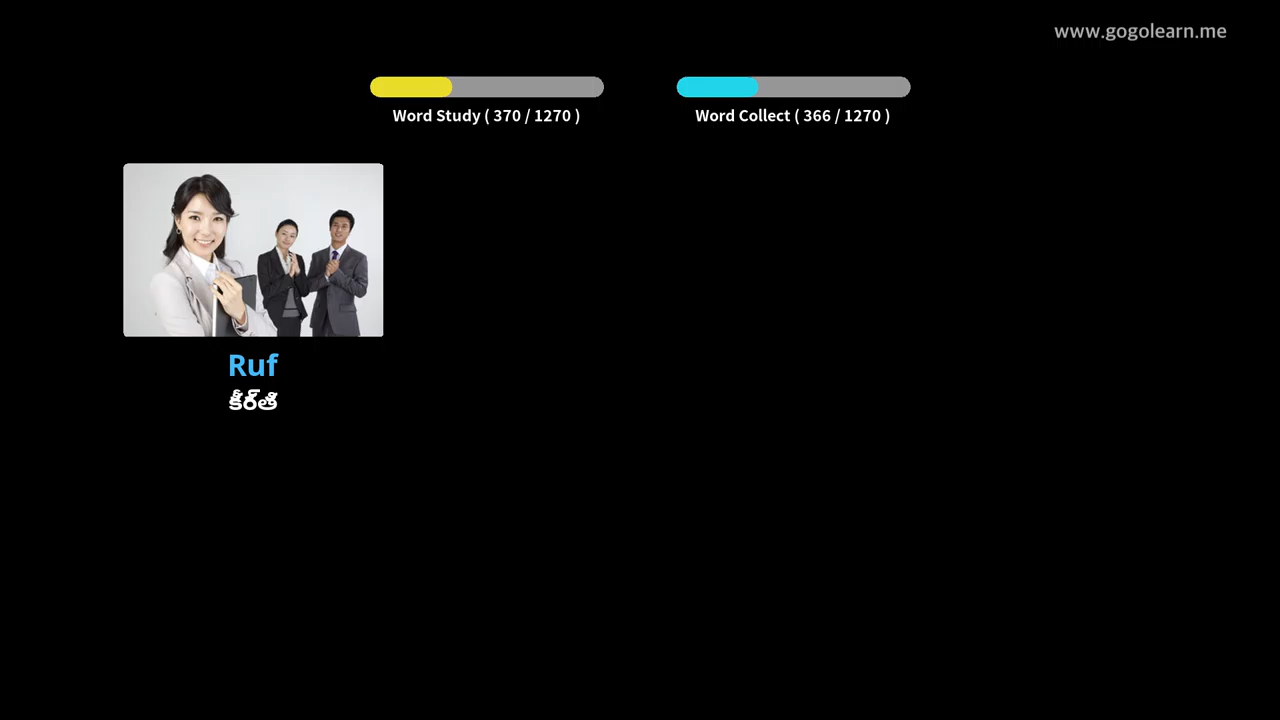 www.gogolearn.me
Word Study ( 370 / 1270 )
Word Collect ( 366 / 1270 )
Ruf
కీర్తి